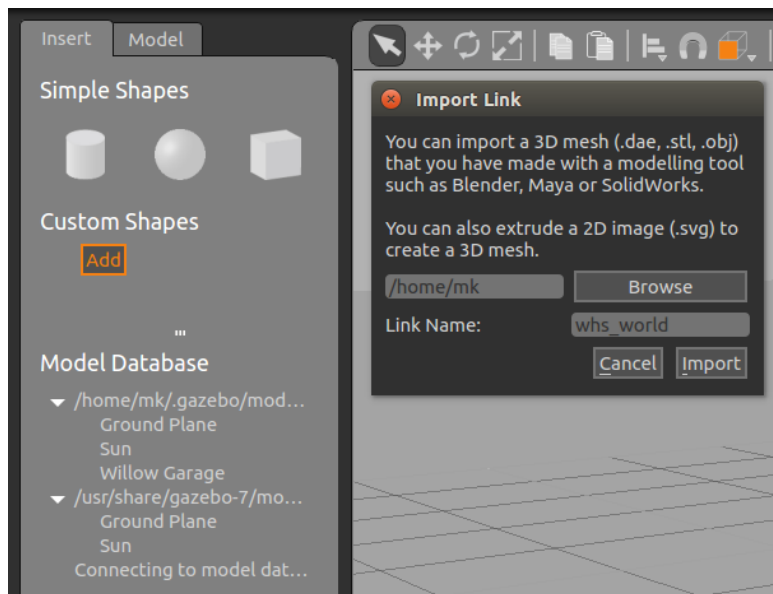 Insert Model
Simple Shapes
Custom Shapes
Add
Model Database
/home/mk/.gazebo/mod...
Ground Plane
Sun
Willow Garage
/usr/share/gazebo-7/mo...
Ground Plane
Sun
Connecting to model dat...
Import Link
You can import a 3D mesh (.dae, .stl, .obj)
that you have made with a modelling tool
such as Blender, Maya or SolidWorks.
You can also extrude a 2D image (.svg) to
create a 3D mesh.
/home/mk Browse
Link Name: whs_world
Cancel Import